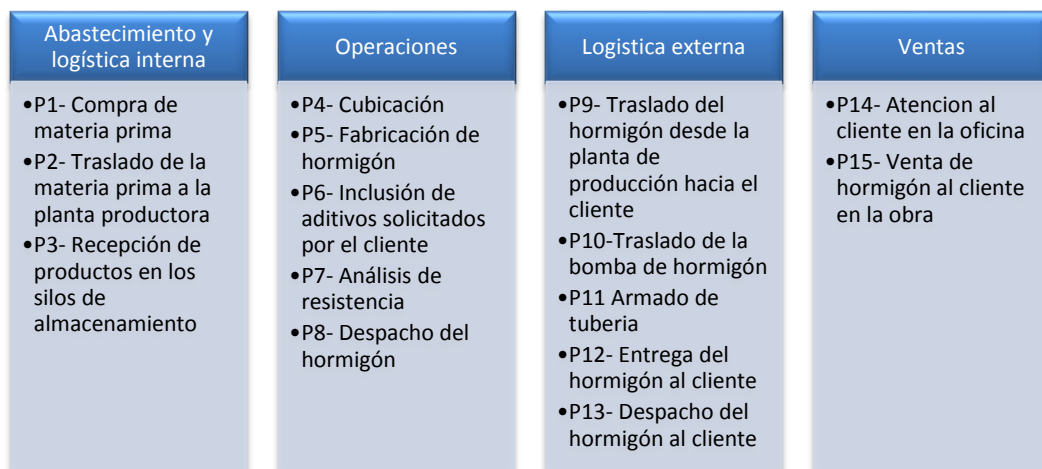 Abastecimiento y
logística interna
•P1- Compra de
materia prima
•P2- Traslado de la
materia prima a la
planta productora
•P3- Recepción de
productos en los
silos de
almacenamiento
Operaciones
•P4- Cubicación
•P5- Fabricación de
hormigón
•P6- Inclusión de
aditivos solicitados
por el cliente
•P7- Análisis de
resistencia
•P8- Despacho del
hormigón
Logistica externa
•P9- Traslado del
hormigón desde la
planta de
producción hacia el
cliente
•P10-Traslado de la
bomba de hormigón
•P11 Armado de
tuberia
•P12- Entrega del
hormigón al cliente
•P13- Despacho del
hormigón al cliente
Ventas
•P14- Atencion al
cliente en la oficina
•P15- Venta de
hormigón al cliente
en la obra